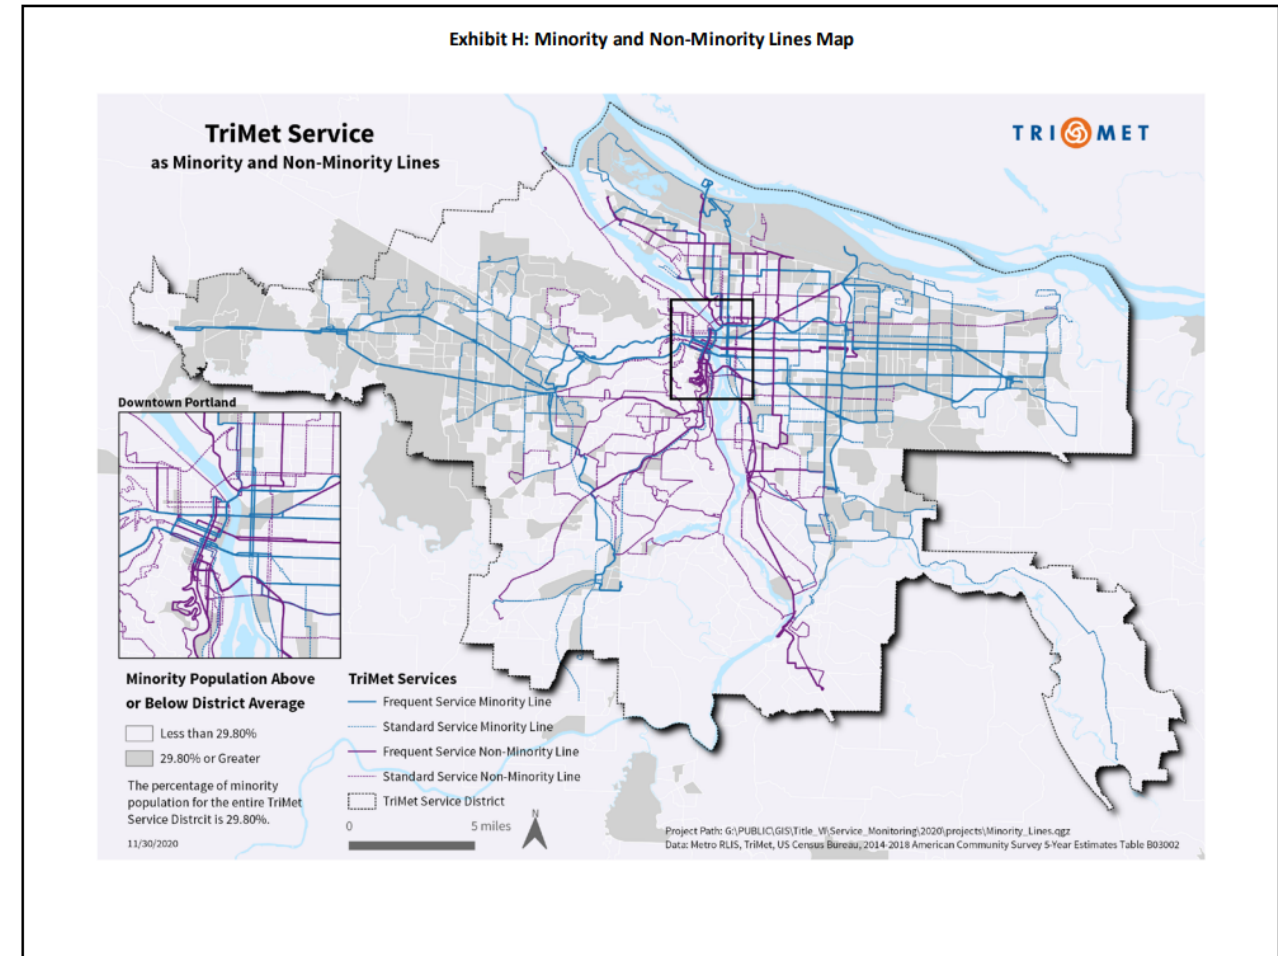 Exhibit H: Minority and Non-Minority Lines Map
TriMet Service
as Minority and Non-Minority Lines
TRI MET
Downtown Portland
Minority Population Above
or Below District Average
Less than 29.80%
29.80% or Greater
The percentage of minority
population for the entire TriMet
Service Distrcit is 29.80%.
11/30/2020
TriMet Services
Frequent Service Minority Line
Standard Service Minority Line
Frequent Service Non-Minority Line
Standard Service Non-Minority Line
TriMet Service District
0 5 miles
N
Project Path: G:\PUBLIC\GIS\Title_VI\Service_Monitoring\2020\projects\Minority_Lines.qgz
Data: Metro RLIS, TriMet, US Census Bureau, 2014-2018 American Community Survey 5-Year Estimates Table B03002